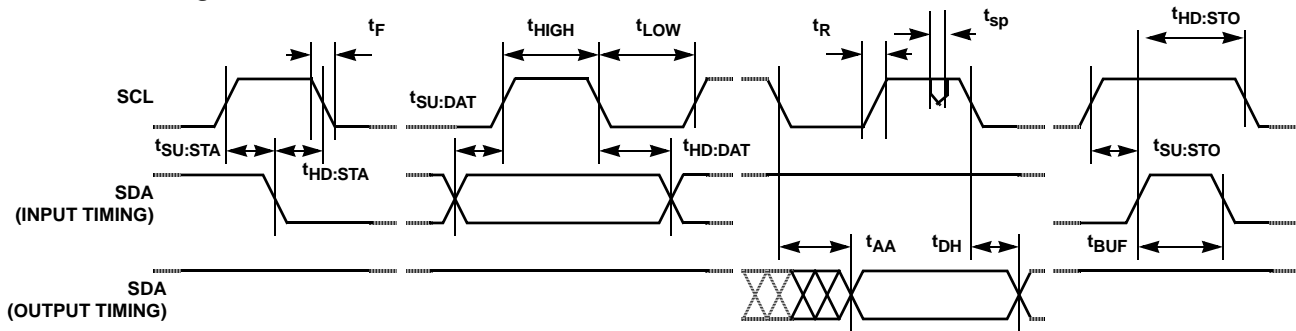 tF
tHIGH
tLOW
tR
tsp
tHD:STO
SCL
tSU:DAT
tSU:STA
tHD:STA
tHD:DAT
tSU:STO
SDA
(INPUT TIMING)
tAA
tDH
tBUF
SDA
(OUTPUT TIMING)